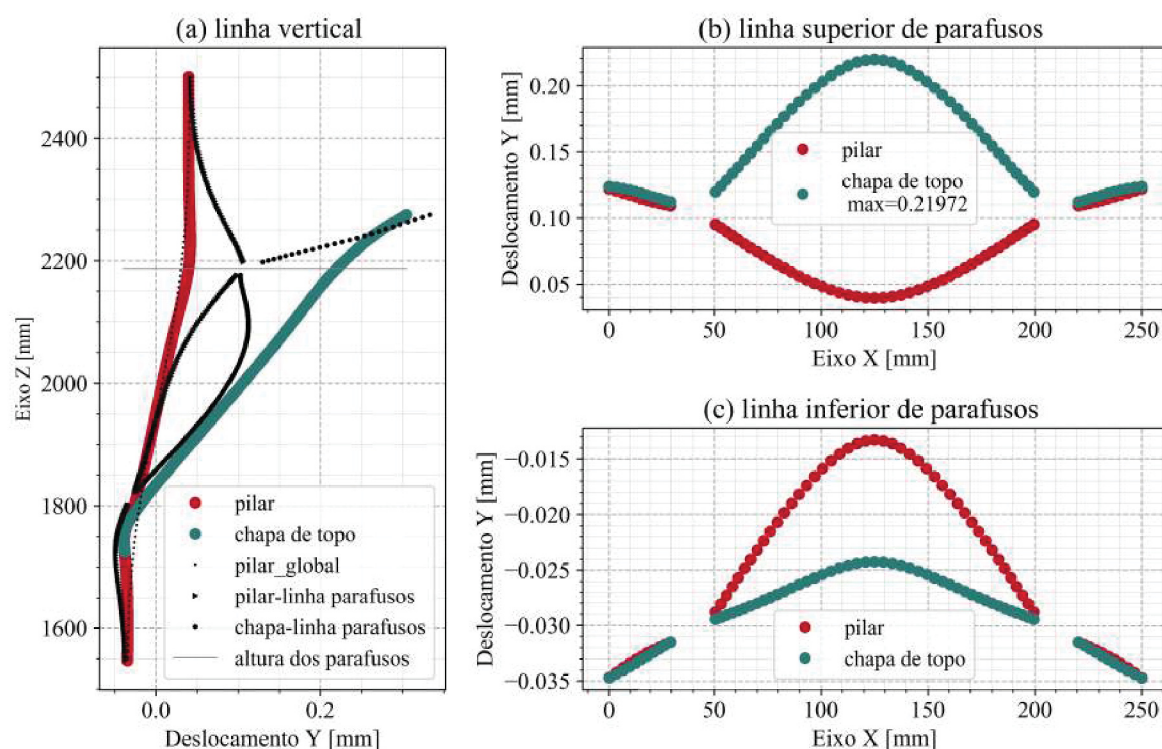 (a) linha vertical
Eixo Z [mm]
2400
2200
2000
1800
1600
0.0
0.2
Deslocamento Y [mm]
pilar
chapa de topo
pilar_global
pilar-linha parafusos
chapa-linha parafusos
altura dos parafusos
(b) linha superior de parafusos
Deslocamento Y [mm]
0.20
0.15
0.10
0.05
pilar
chapa de topo
max=0.21972
0
50
100
150
200
250
Eixo X [mm]
(c) linha inferior de parafusos
Deslocamento Y [mm]
−0.015
−0.020
−0.025
−0.030
−0.035
pilar
chapa de topo
0
50
100
150
200
250
Eixo X [mm]